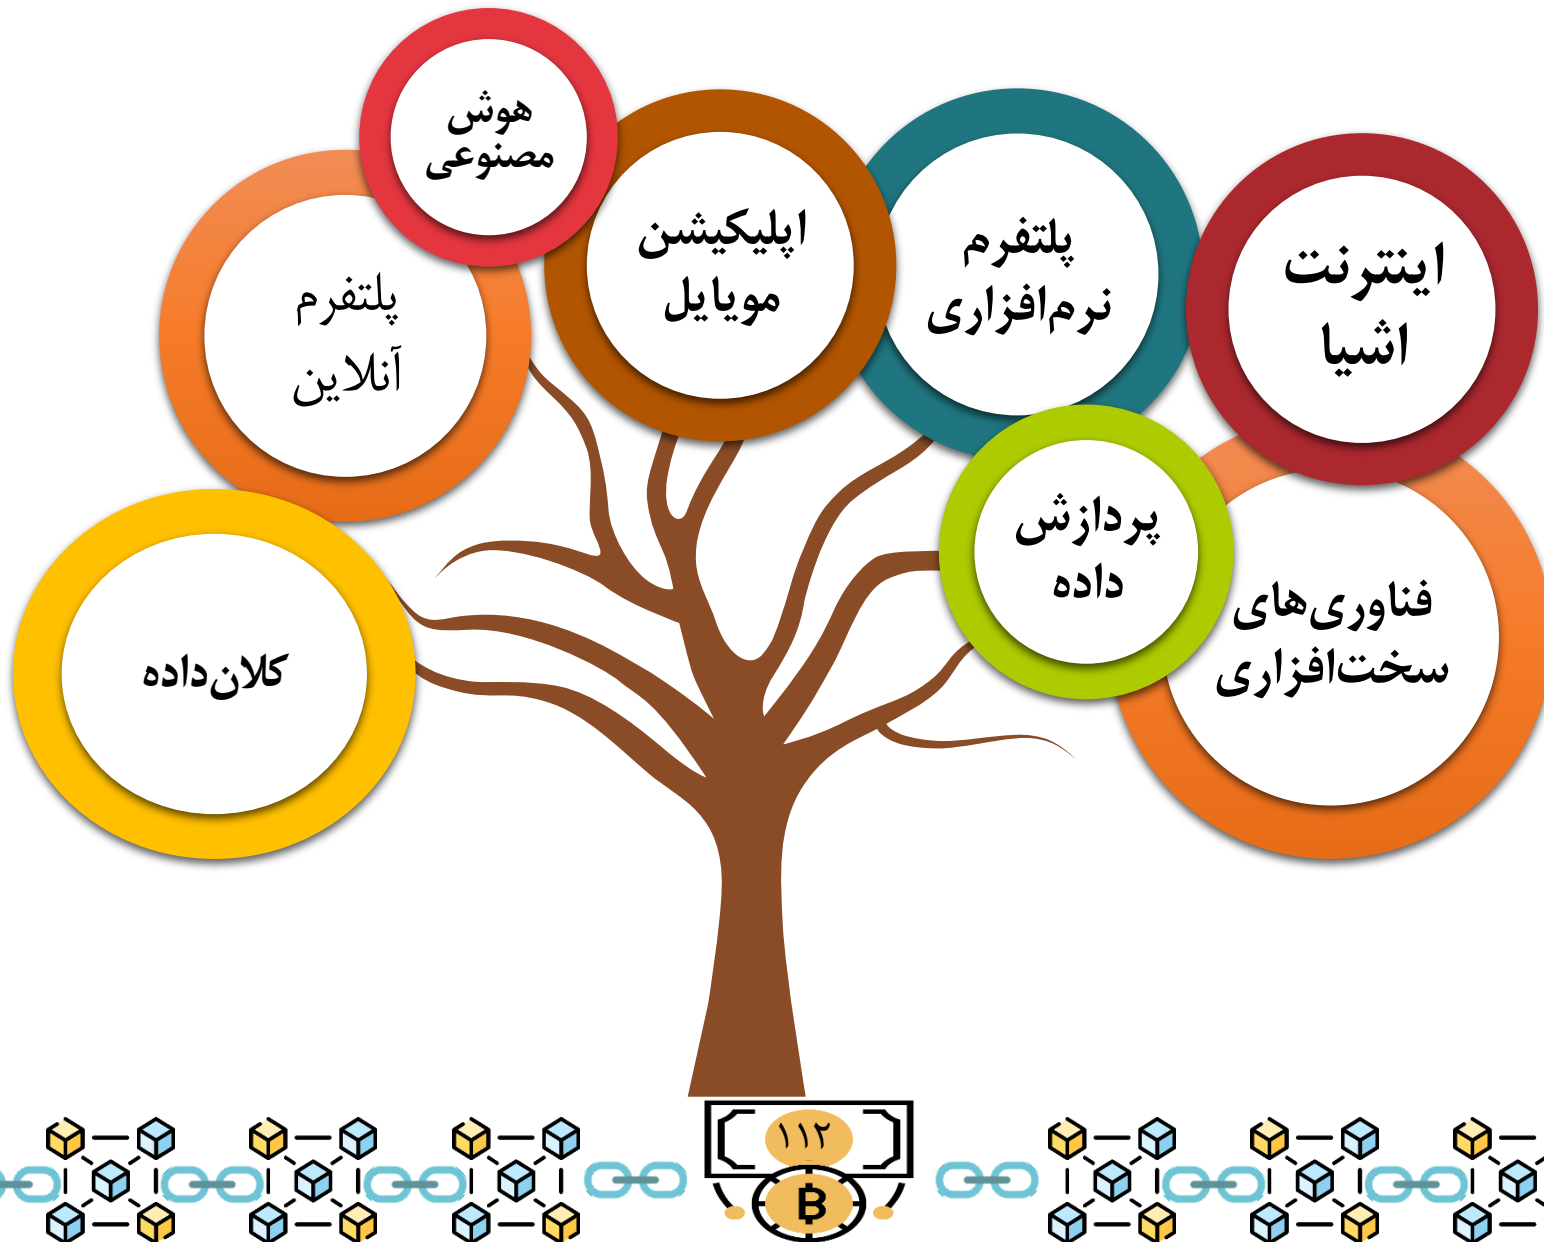 هوش
مصنوعی
اپلیکیشن
موبایل
پلتفرم
نرم‌افزاری
اینترنت
اشیا
پلتفرم
آنلاین
پردازش
داده
فناوری‌های
سخت‌افزاری
کلان‌داده
۱۱۲
B